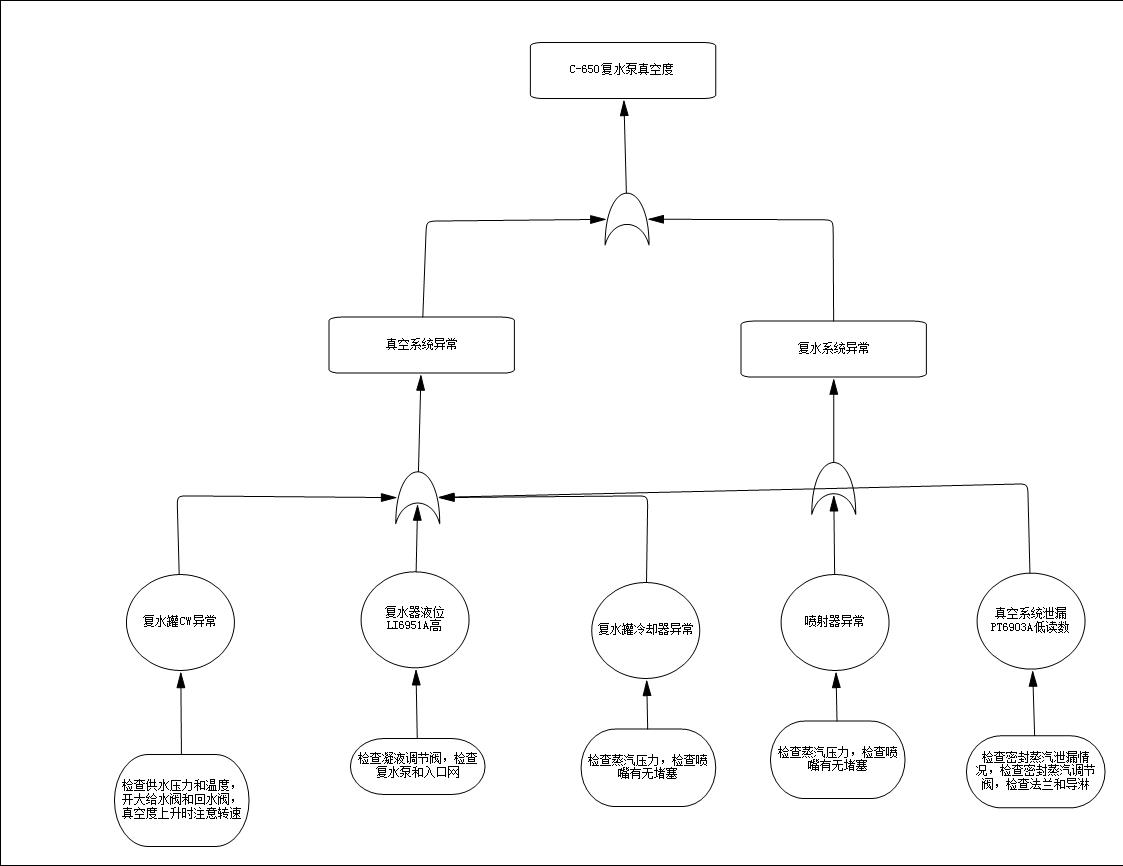 C-650复水泵真空度
真空系统异常
复水系统异常
复水罐CW异常
复水器液位
LI6951A高
复水罐冷却器异常
喷射器异常
真空系统泄漏
PT6903A低读数
检查供水压力和温度，
开大给水阀和回水阀，
真空度上升时注意转速
检查凝液调节阀，检查
复水泵和入口网
检查蒸汽压力，检查喷
嘴有无堵塞
检查蒸汽压力，检查喷
嘴有无堵塞
检查密封蒸汽泄漏情
况，检查密封蒸汽调节
阀，检查法兰和导淋